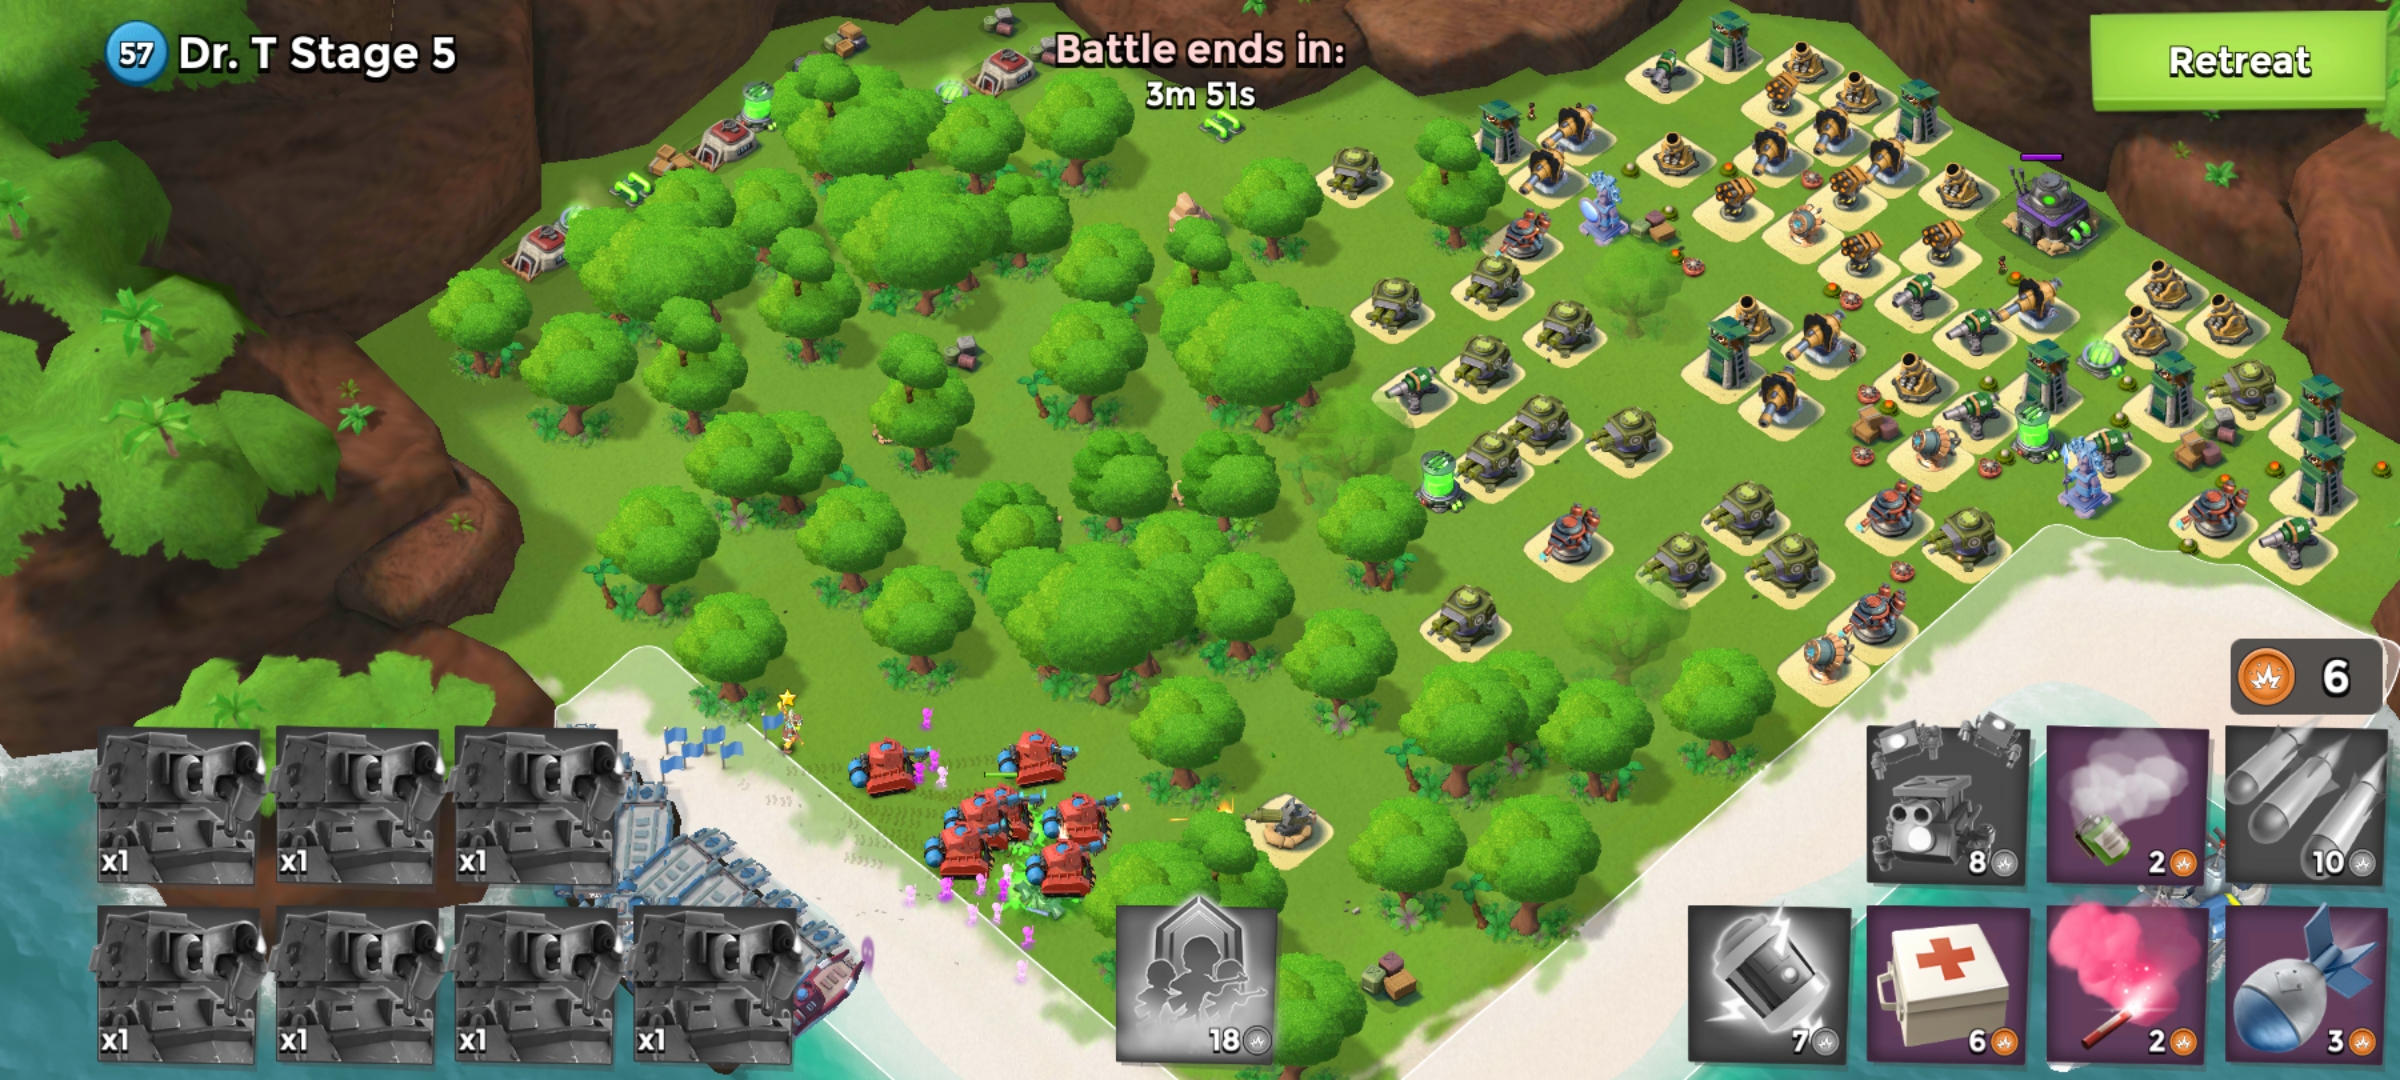 57 Dr. T Stage 5
Battle ends in:
3m 51s
Retreat
6
x1
x1
x1
8
2
10
x1
x1
x1
x1
18
7
6
2
3